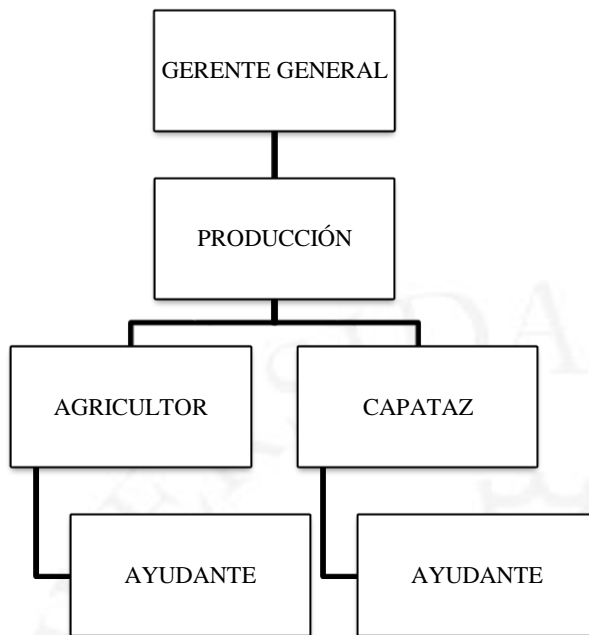 GERENTE GENERAL
PRODUCCIÓN
AGRICULTOR
CAPATAZ
AYUDANTE
AYUDANTE